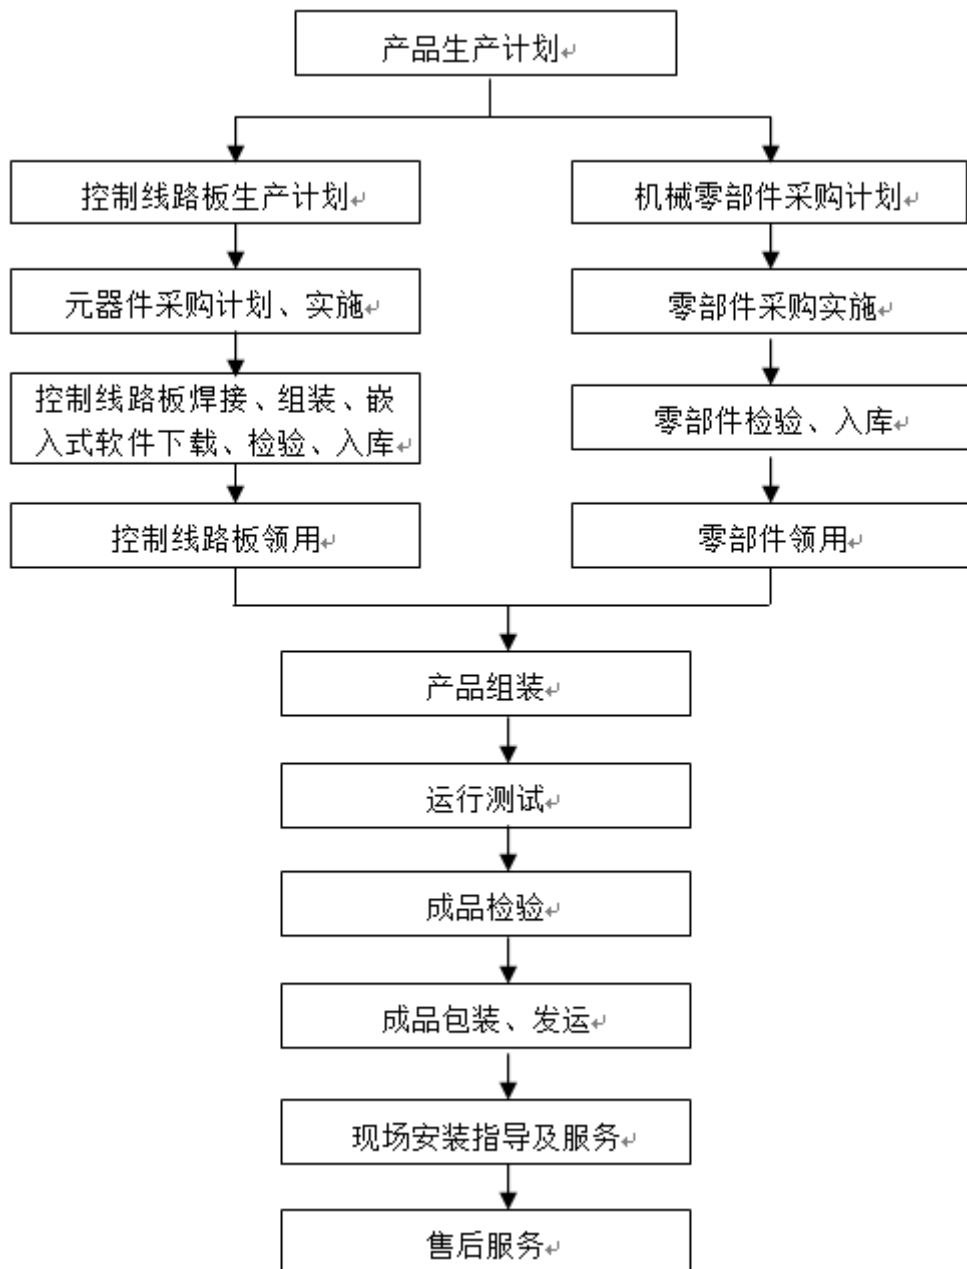 产品生产计划
控制线路板生产计划
机械零部件采购计划
元器件采购计划、实施
零部件采购实施
控制线路板焊接、组装、嵌
入式软件下载、检验、入库
零部件检验、入库
控制线路板领用
零部件领用
产品组装
运行测试
成品检验
成品包装、发运
现场安装指导及服务
售后服务